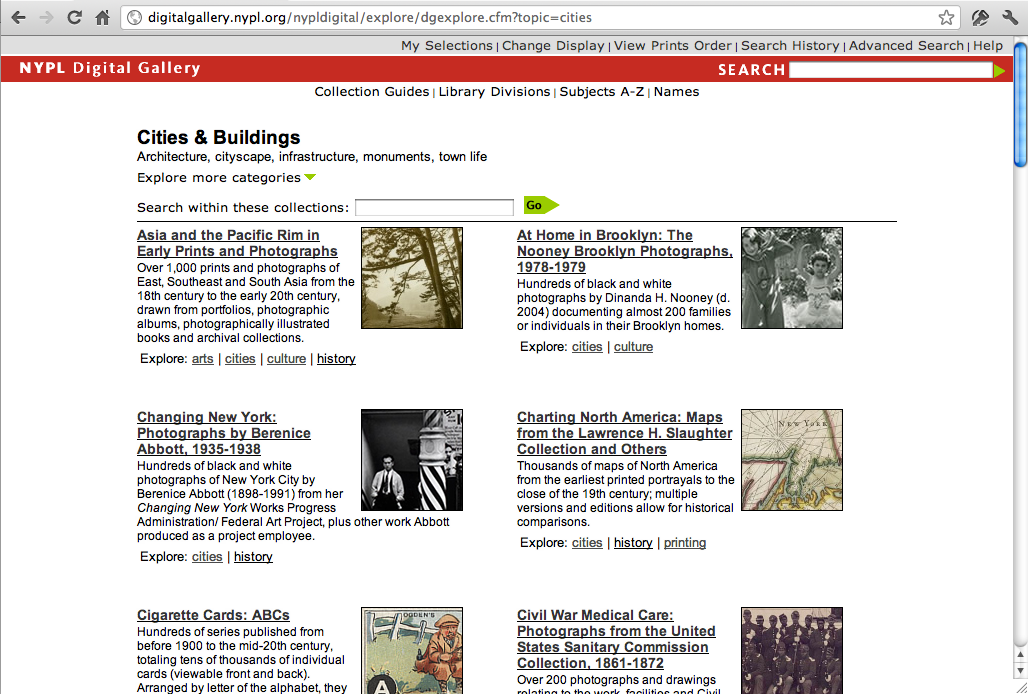 digitalgallery.nypl.org/nypldigital/explore/dgexplore.cfm?topic=cities
My Selections | Change Display | View Prints Order | Search History | Advanced Search | Help
NYPL Digital Gallery
SEARCH
Collection Guides | Library Divisions | Subjects A-Z | Names
Cities & Buildings
Architecture, cityscape, infrastructure, monuments, town life
Explore more categories
Search within these collections:
Go
Asia and the Pacific Rim in
Early Prints and Photographs
Over 1,000 prints and photographs of
East, Southeast and South Asia from the
18th century to the early 20th century,
drawn from portfolios, photographic
albums, photographically illustrated
books and archival collections.
Explore: arts | cities | culture | history
At Home in Brooklyn: The
Nooney Brooklyn Photographs,
1978-1979
Hundreds of black and white
photographs by Dinanda H. Nooney (d.
2004) documenting almost 200 families
or individuals in their Brooklyn homes.
Explore: cities | culture
Changing New York:
Photographs by Berenice
Abbott, 1935-1938
Hundreds of black and white
photographs of New York City by
Berenice Abbott (1898-1991) from her
Changing New York Works Progress
Administration/ Federal Art Project, plus other work Abbott
produced as a project employee.
Explore: cities | history
Charting North America: Maps
from the Lawrence H. Slaughter
Collection and Others
Thousands of maps of North America
from the earliest printed portrayals to the
close of the 19th century; multiple
versions and editions allow for historical
comparisons.
Explore: cities | history | printing
NEW YORK
Cigarette Cards: ABCs
Hundreds of series published from
before 1900 to the mid-20th century,
totaling tens of thousands of individual
cards (viewable front and back).
Arranged by letter of the alphabet, they
OGDEN'S
A
Civil War Medical Care:
Photographs from the United
States Sanitary Commission
Collection, 1861-1872
Over 200 photographs and drawings
relating to the work, facilities and Civil